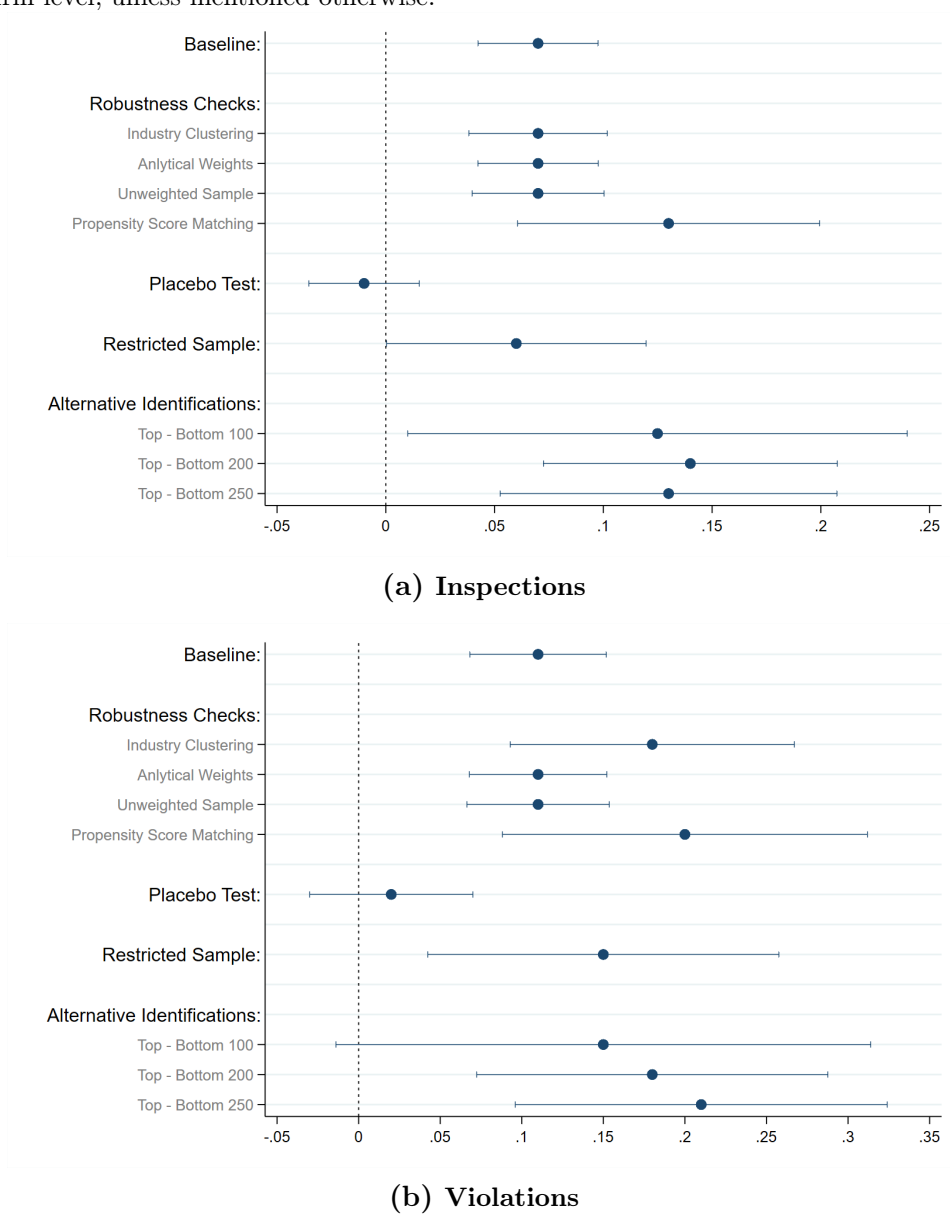 level, unless mentioned otherwise.
Baseline:
Robustness Checks:
Industry Clustering
Anlytical Weights
Unweighted Sample
Propensity Score Matching
Placebo Test:
Restricted Sample:
Alternative Identifications:
Top - Bottom 100
Top - Bottom 200
Top - Bottom 250
-.05 0 .05 .1 .15 .2 .25
(a) Inspections
Baseline:
Robustness Checks:
Industry Clustering
Anlytical Weights
Unweighted Sample
Propensity Score Matching
Placebo Test:
Restricted Sample:
Alternative Identifications:
Top - Bottom 100
Top - Bottom 200
Top - Bottom 250
-.05 0 .05 .1 .15 .2 .25 .3 .35
(b) Violations